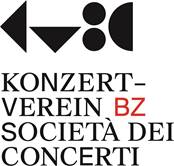 KONZERT-
VEREIN BZ
SOCIETÀ DEI
CONCERTI